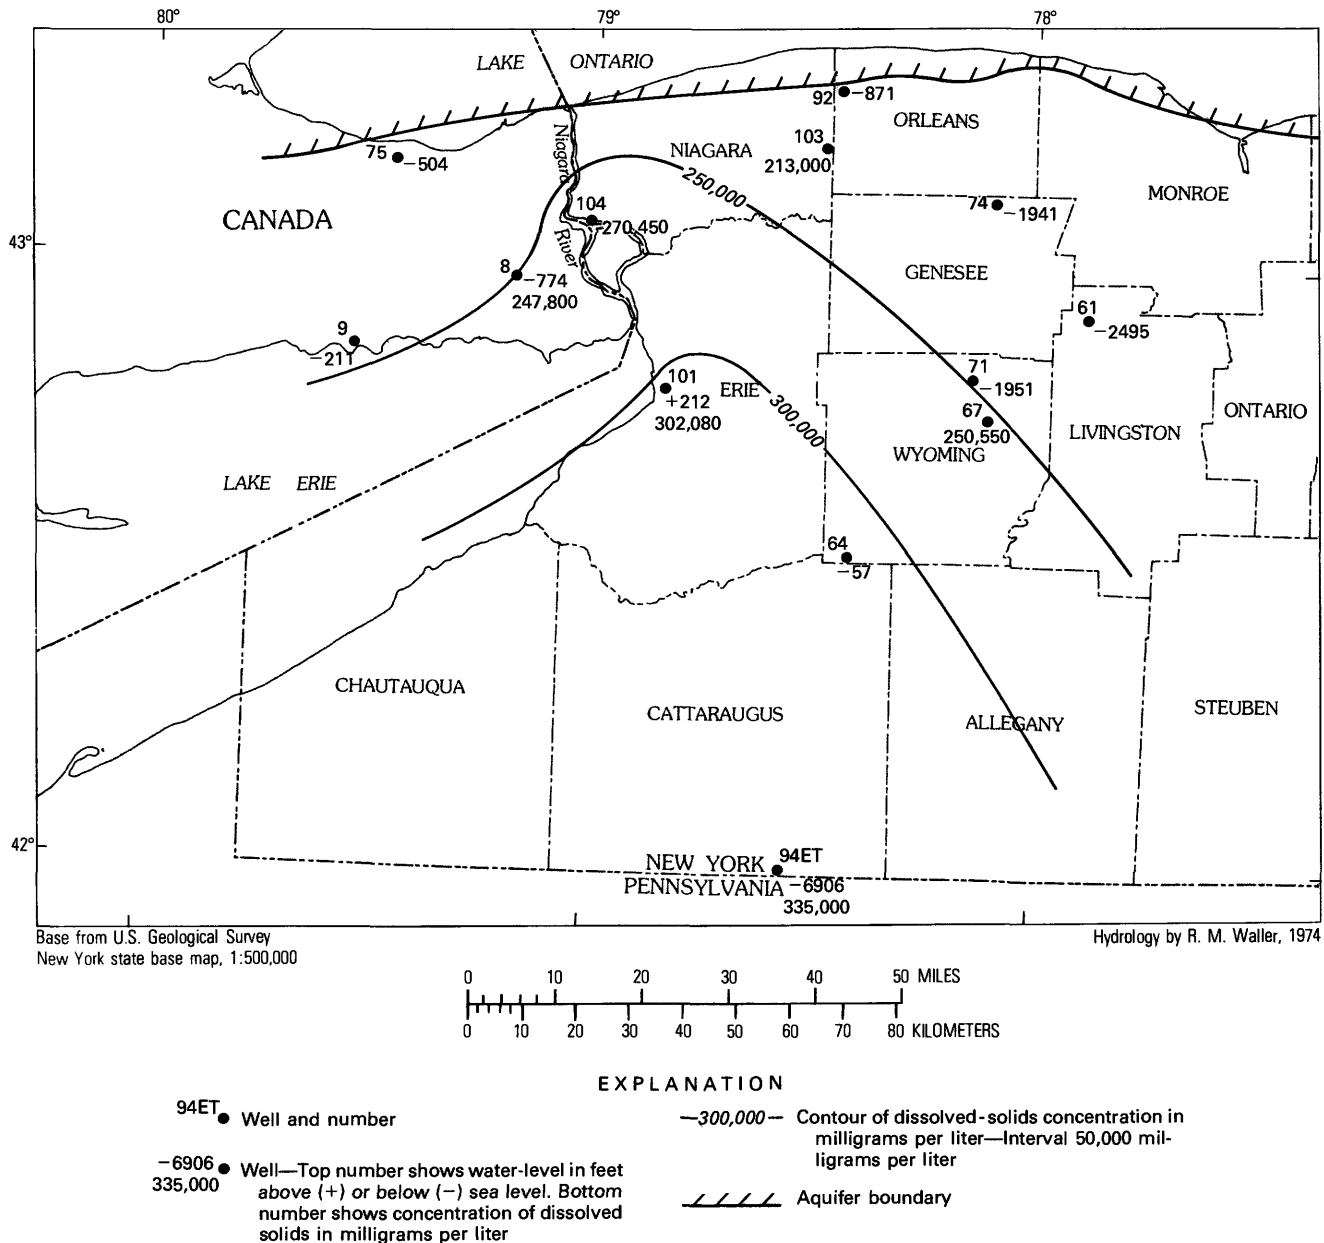 80°
79°
78°
LAKE ONTARIO
92
-871
ORLEANS
103
213,000
NIAGARA
75
-504
Niagara
River
250,000
MONROE
CANADA
104
270,450
74
-1941
43°
8
-774
247,800
GENESEE
61
-2495
9
-211
71
-1951
101
+212
302,080
ERIE
300,000
67
250,550
WYOMING
LIVINGSTON
ONTARIO
LAKE ERIE
64
-57
CHAUTAUQUA
CATTARAUGUS
ALLEGANY
STEUBEN
42°
NEW YORK
94ET
PENNSYLVANIA
-6906
335,000
Base from U.S. Geological Survey
New York state base map, 1:500,000
Hydrology by R. M. Waller, 1974
0 10 20 30 40 50 MILES
0 10 20 30 40 50 60 70 80 KILOMETERS
EXPLANATION
94ET
Well and number
-6906
335,000
Well—Top number shows water-level in feet
above (+) or below (-) sea level. Bottom
number shows concentration of dissolved
solids in milligrams per liter
—300,000—
Contour of dissolved-solids concentration in
milligrams per liter—Interval 50,000 mil-
ligrams per liter
Aquifer boundary